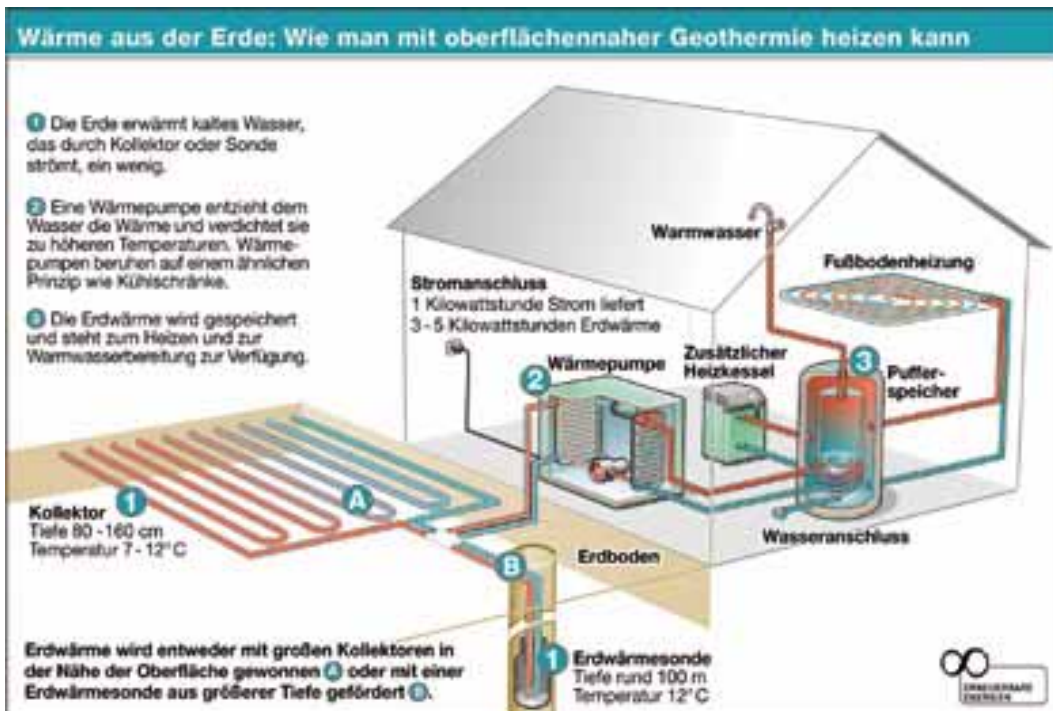 Wärme aus der Erde: Wie man mit oberflächennaher Geothermie heizen kann
1 Die Erde erwärmt kaltes Wasser,
das durch Kollektor oder Sonde
strömt, ein wenig.
2 Eine Wärmepumpe entzieht dem
Wasser die Wärme und verdichtet sie
zu höheren Temperaturen. Wärme-
pumpen beruhen auf einem ähnlichen
Prinzip wie Kühlschränke.
3 Die Erdwärme wird gespeichert
und steht zum Heizen und zur
Warmwasserbereitung zur Verfügung.
Warmwasser
Fußbodenheizung
Stromanschluss
1 Kilowattstunde Strom liefert
3 - 5 Kilowattstunden Erdwärme
2
Wärmepumpe
Zusätzlicher
Heizkessel
3
Puffer-
speicher
Wasseranschluss
1
Kollektor
Tiefe 80 - 160 cm
Temperatur 7 - 12° C
A
B
Erdboden
Erdwärme wird entweder mit großen Kollektoren in
der Nähe der Oberfläche gewonnen A oder mit einer
Erdwärmesonde aus größerer Tiefe gefördert B.
1
Erdwärmesonde
Tiefe rund 100 m
Temperatur 12° C
ERNEUERBARE
ENERGIEN